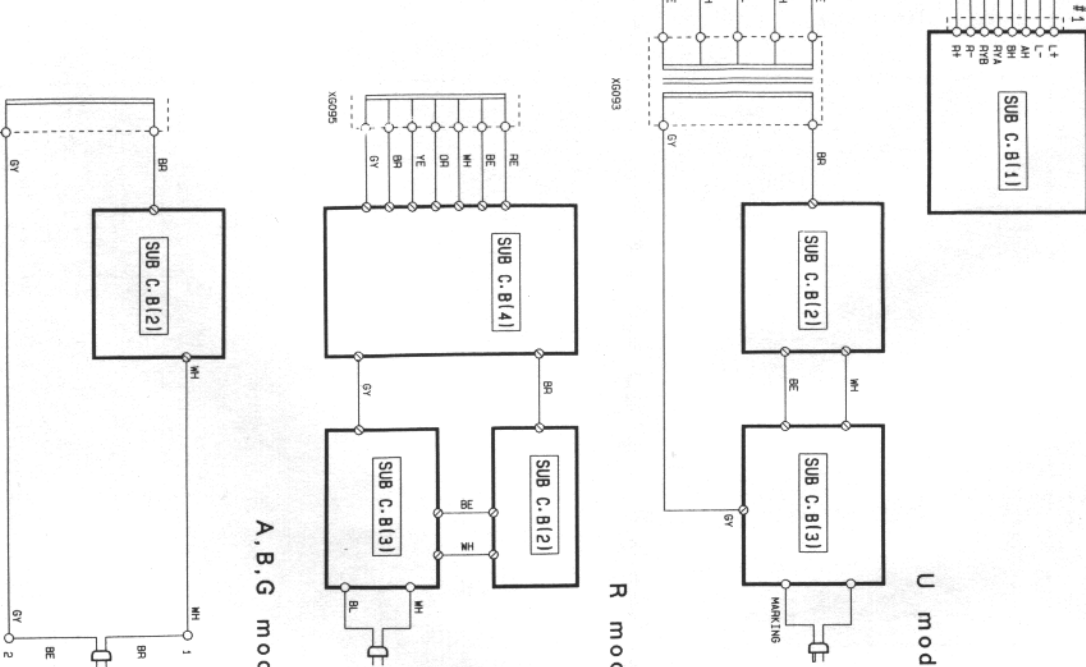 #1
L+
L-
AH
BH
RYA
RYB
R-
R+
SUB C.B(1)
U mod
BR
SUB C.B(2)
WH
BE
SUB C.B(3)
GY
GY
MARKING
XG093
R mod
RE
BE
WH
OR
YE
BR
GY
XG095
SUB C.B(4)
BR
GY
SUB C.B(2)
BE
WH
SUB C.B(3)
WH
BL
A,B,G mod
BR
SUB C.B(2)
WH
WH
1
BR
BE
GY
GY
2